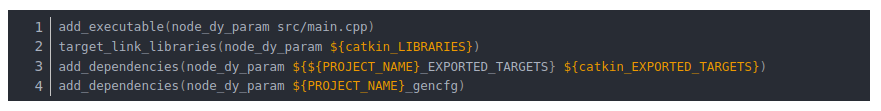 1 add_executable(node_dy_param src/main.cpp)
2 target_link_libraries(node_dy_param ${catkin_LIBRARIES})
3 add_dependencies(node_dy_param ${${PROJECT_NAME}_EXPORTED_TARGETS} ${catkin_EXPORTED_TARGETS})
4 add_dependencies(node_dy_param ${PROJECT_NAME}_gencfg)